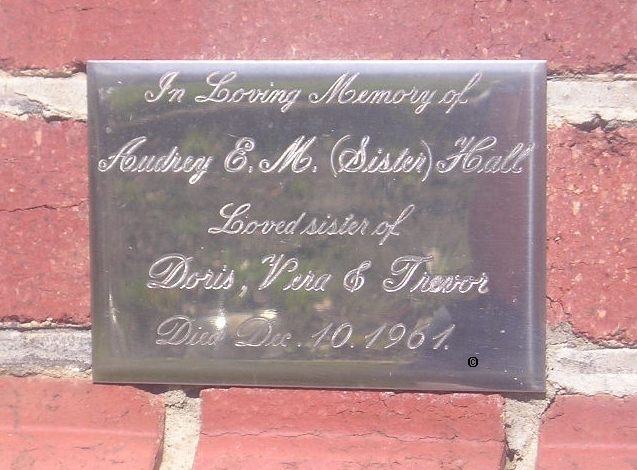 In Loving Memory of
Audrey E. M. (Sister) Hall
Loved sister of
Doris, Vera & Trevor
Died Dec. 10. 1961.
©